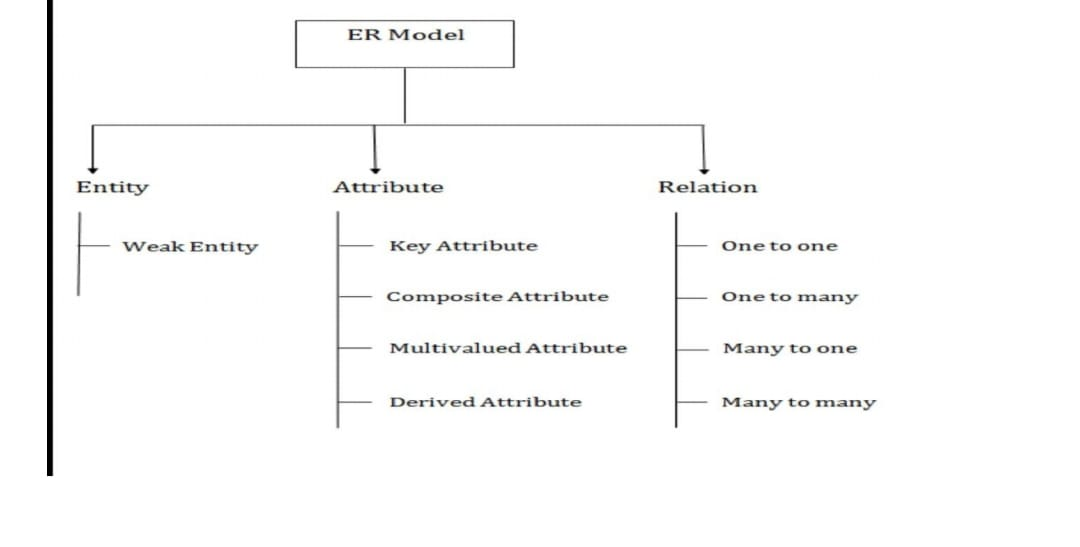 ER Model
Entity
Attribute
Relation
Weak Entity
Key Attribute
One to one
Composite Attribute
One to many
Multivalued Attribute
Many to one
Derived Attribute
Many to many